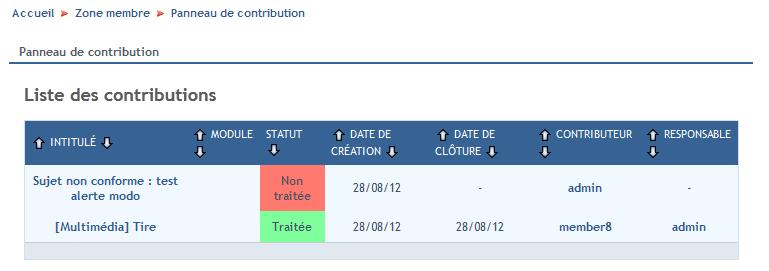 Accueil Zone membre Panneau de contribution
Panneau de contribution
Liste des contributions
INTITULÉ MODULE STATUT DATE DE CRÉATION DATE DE CLÔTURE CONTRIBUTEUR RESPONSABLE
Sujet non conforme : test alerte modo Non traitée 28/08/12 - admin -
[Multimédia] Tire Traitée 28/08/12 28/08/12 member8 admin